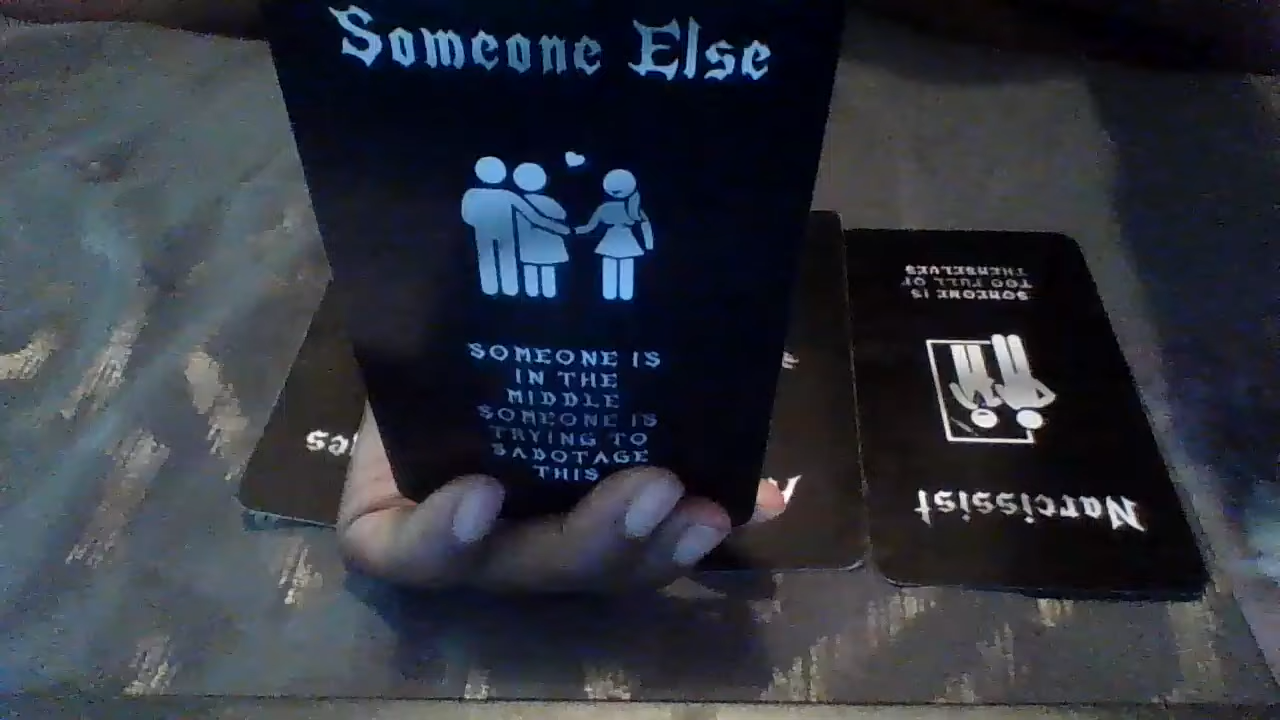 Someone Else
SOMEONE IS
IN THE
MIDDLE
SOMEONE IS
TRYING TO
SABOTAGE
THIS
Narcissist
SOMEONE IS
TOO FULL OF
THEMSELVES